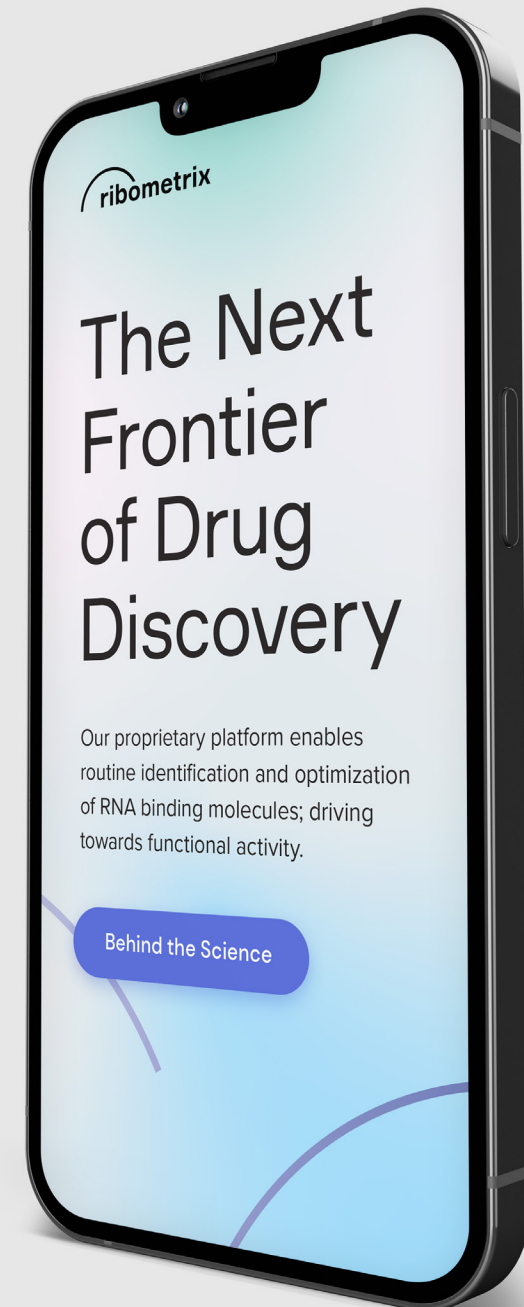 ribometrix
The Next
Frontier
of Drug
Discovery
Our proprietary platform enables
routine identification and optimization
of RNA binding molecules; driving
towards functional activity.
Behind the Science